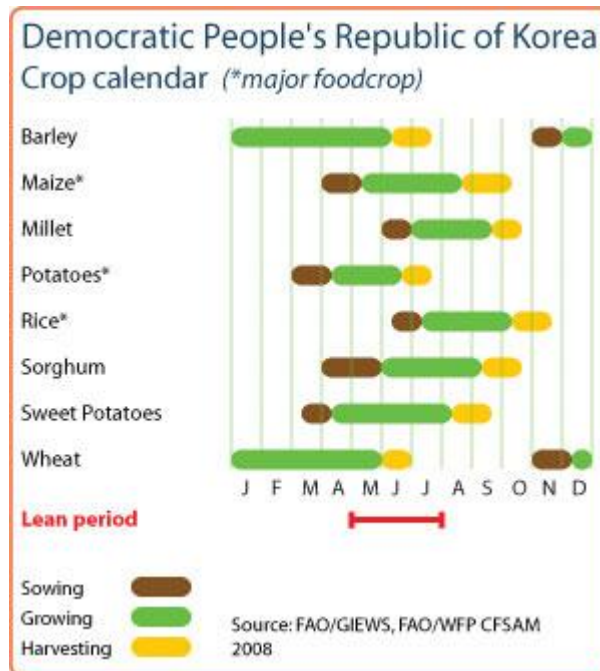 Democratic People's Republic of Korea
Crop calendar (*major foodcrop)
Barley
Maize*
Millet
Potatoes*
Rice*
Sorghum
Sweet Potatoes
Wheat
J F M A M J J A S O N D
Lean period
Sowing
Growing
Harvesting
Source: FAO/GIEWS, FAO/WFP CFSAM
2008